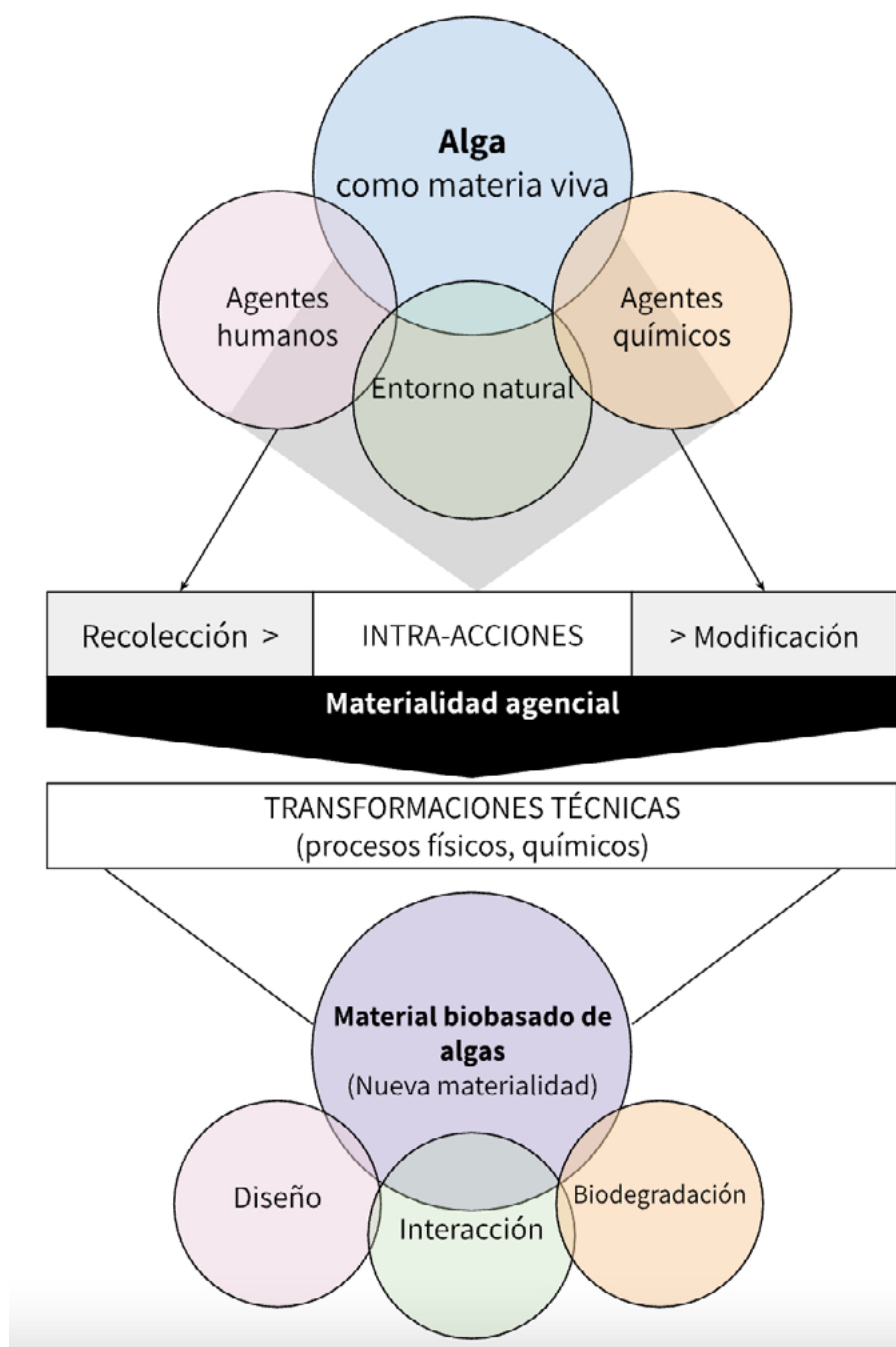 Alga
como materia viva
Agentes
humanos
Agentes
químicos
Entorno natural
Recolección >
INTRA-ACCIONES
> Modificación
Materialidad agencial
TRANSFORMACIONES TÉCNICAS
(procesos físicos, químicos)
Material biobasado de
algas
(Nueva materialidad)
Diseño
Interacción
Biodegradación